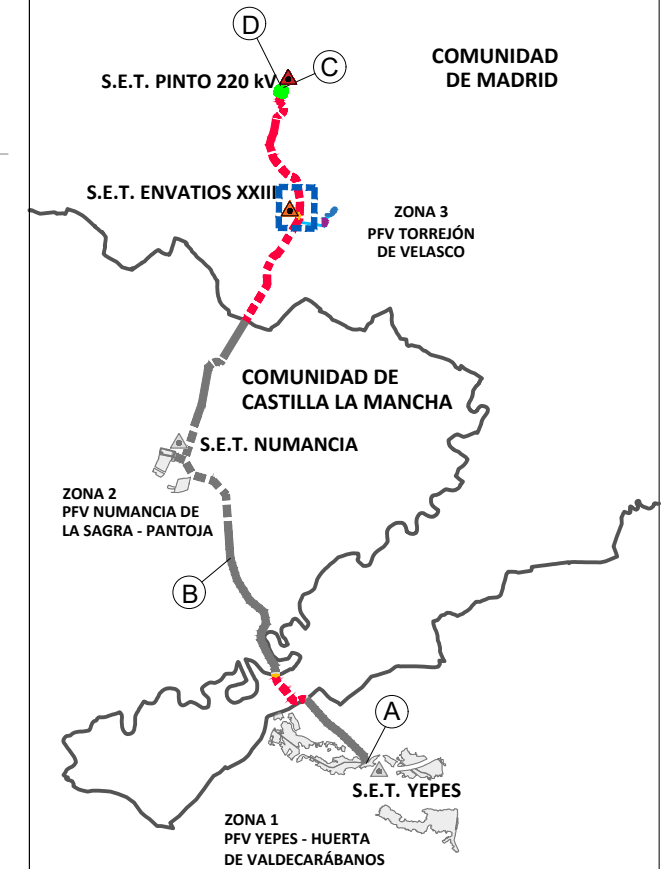 D
C
COMUNIDAD
DE MADRID
S.E.T. PINTO 220 kV
S.E.T. ENVATIOS XXIII
ZONA 3
PFV TORREJÓN
DE VELASCO
COMUNIDAD DE
CASTILLA LA MANCHA
S.E.T. NUMANCIA
ZONA 2
PFV NUMANCIA DE
LA SAGRA - PANTOJA
B
A
S.E.T. YEPES
ZONA 1
PFV YEPES - HUERTA
DE VALDECARÁBANOS